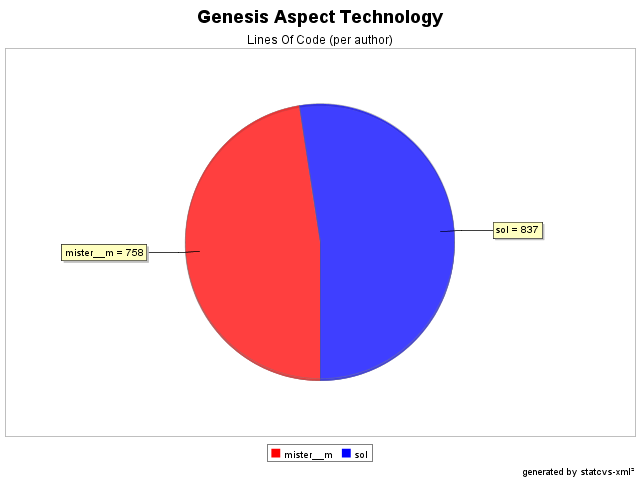 Genesis Aspect Technology
Lines Of Code (per author)
sol = 837
mister__m = 758
mister__m sol
generated by statcvs-xml²